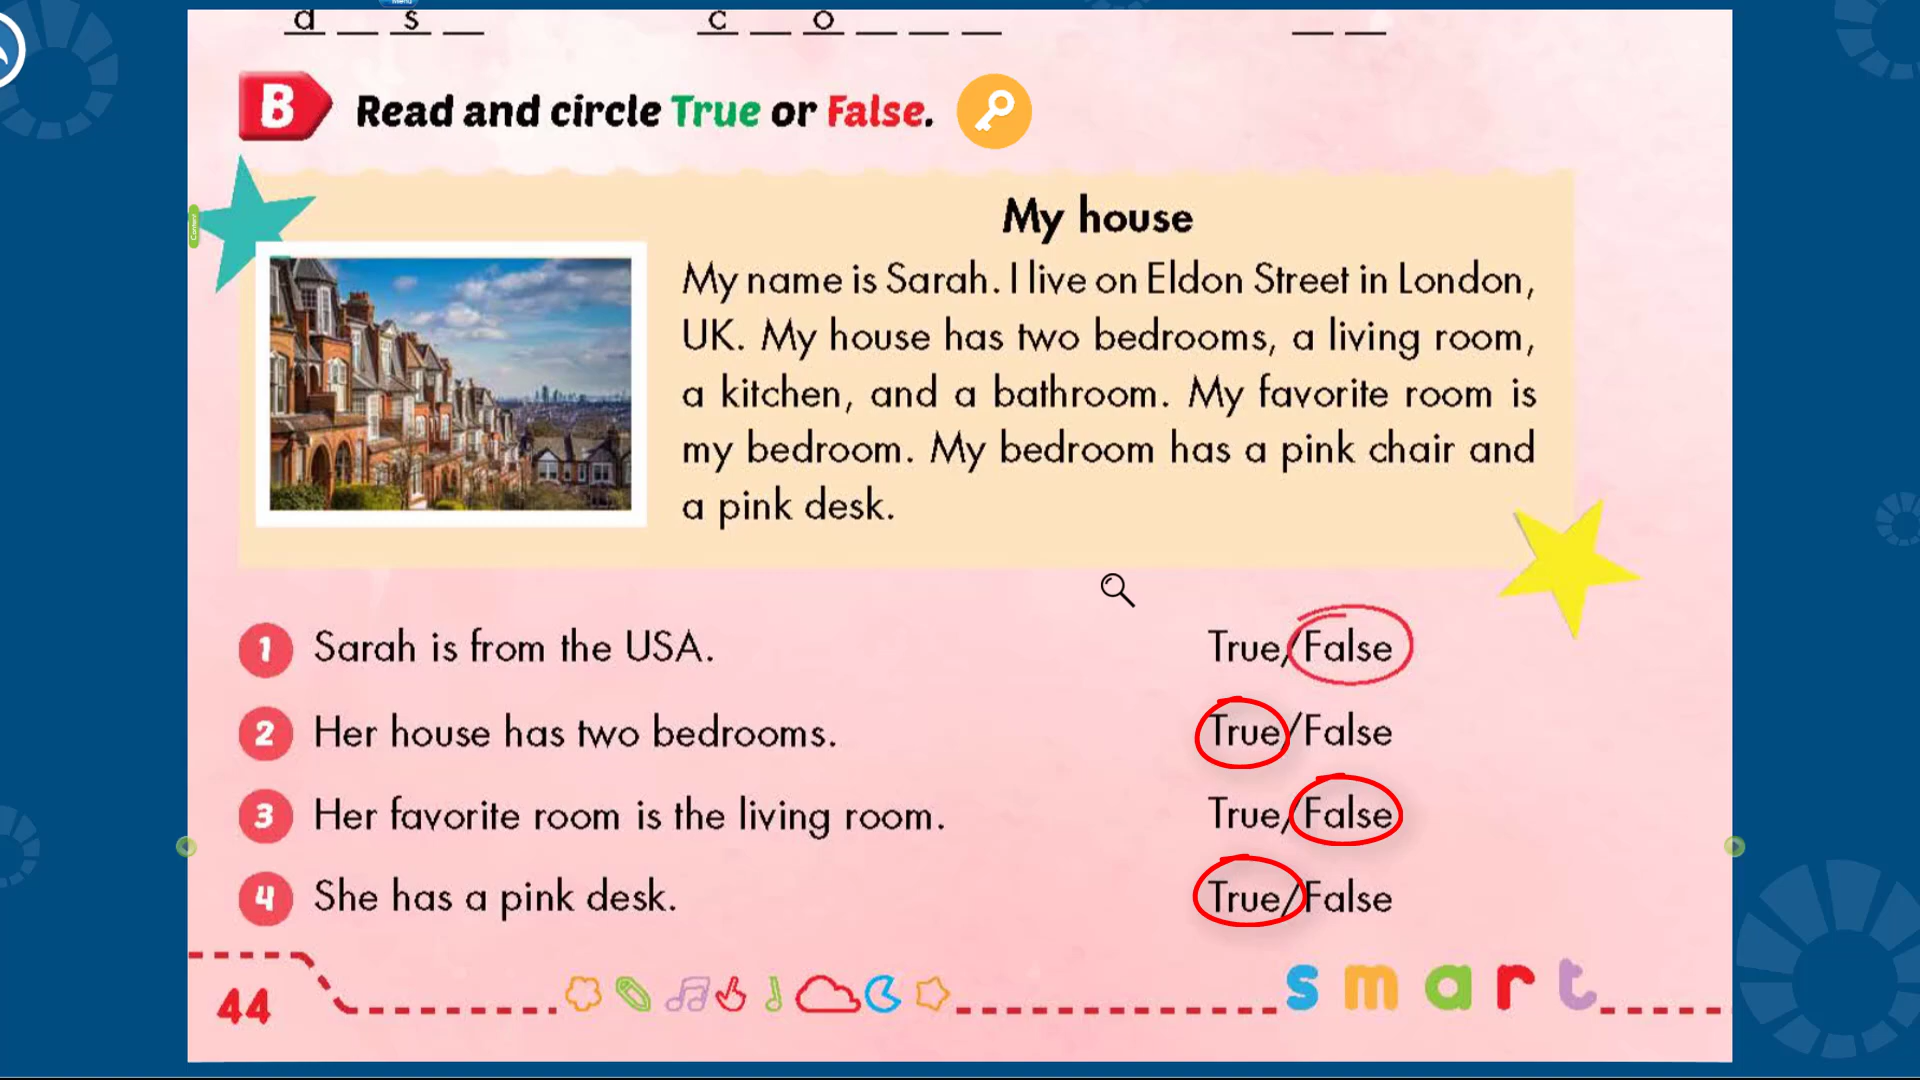 Menu
a _ s _
c _ o _ _ _
_ _
B Read and circle True or False.
Content
My house
My name is Sarah. I live on Eldon Street in London,
UK. My house has two bedrooms, a living room,
a kitchen, and a bathroom. My favorite room is
my bedroom. My bedroom has a pink chair and
a pink desk.
1 Sarah is from the USA. True/False
2 Her house has two bedrooms. True/False
3 Her favorite room is the living room. True/False
4 She has a pink desk. True/False
44
smart